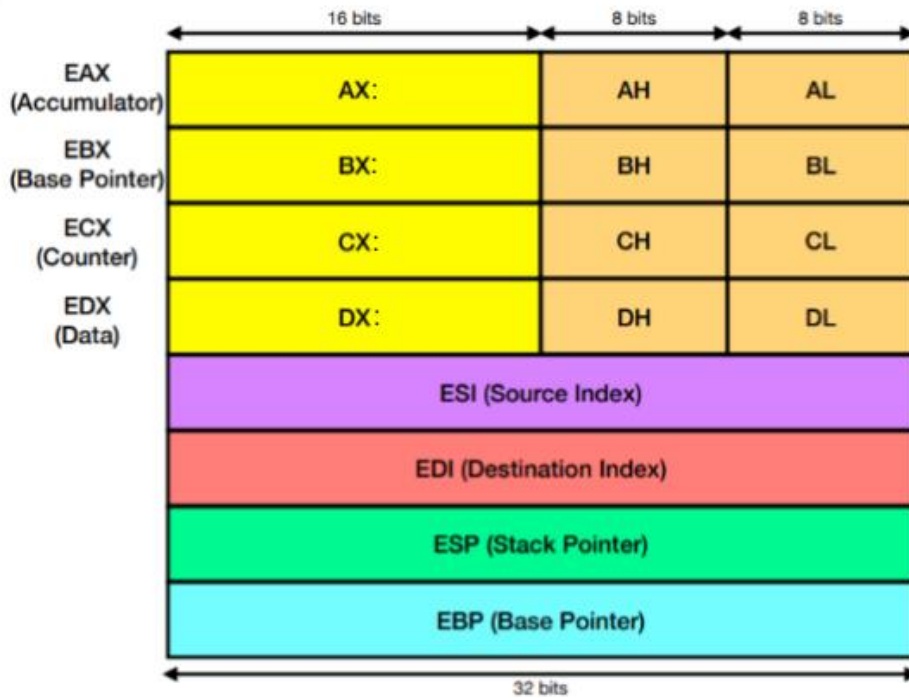 16 bits 8 bits 8 bits
EAX
(Accumulator)
AX: AH AL
EBX
(Base Pointer)
BX: BH BL
ECX
(Counter)
CX: CH CL
EDX
(Data)
DX: DH DL
ESI (Source Index)
EDI (Destination Index)
ESP (Stack Pointer)
EBP (Base Pointer)
32 bits